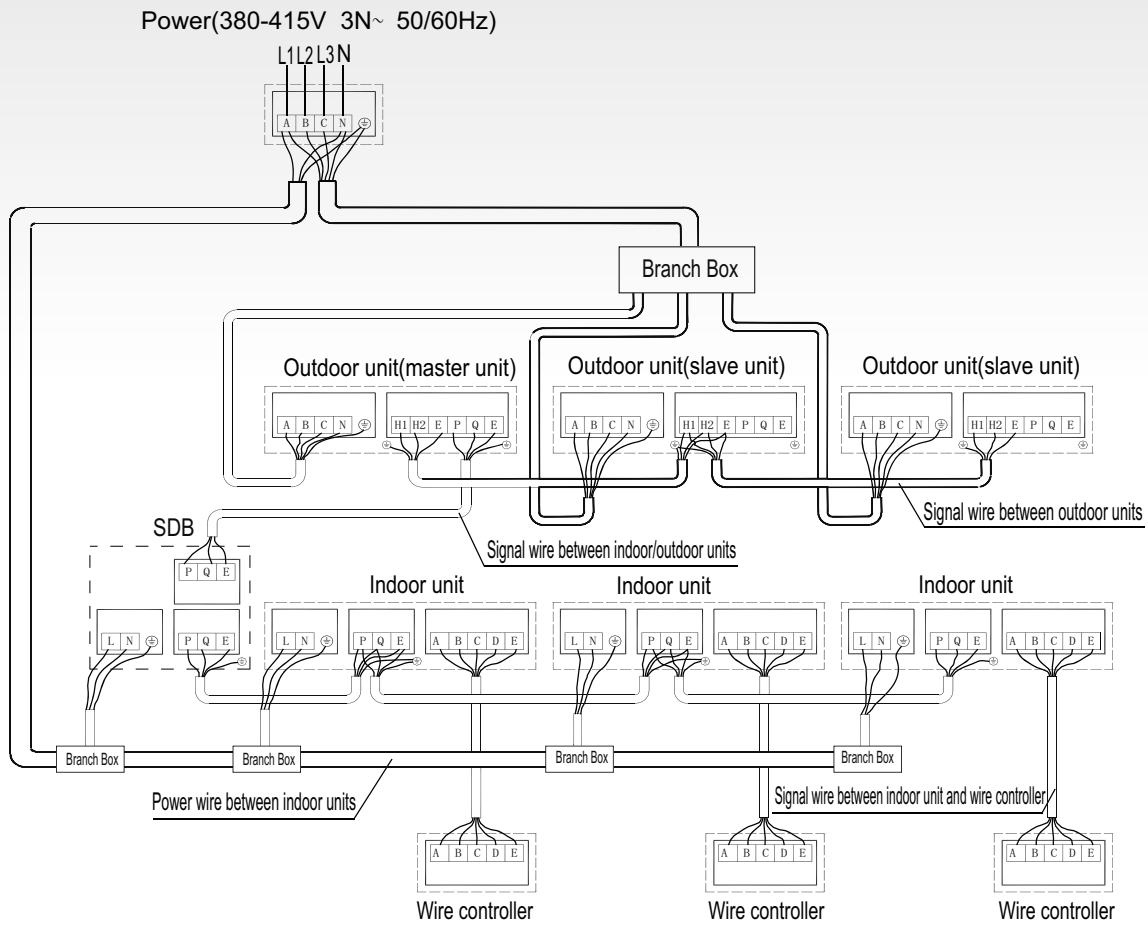 Power(380-415V 3N~ 50/60Hz)
L1 L2 L3 N
A B C N
Branch Box
Outdoor unit(master unit)
Outdoor unit(slave unit)
Outdoor unit(slave unit)
A B C N
H1 H2 E P Q E
A B C N
H1 H2 E P Q E
A B C N
H1 H2 E P Q E
Signal wire between outdoor units
SDB
Signal wire between indoor/outdoor units
P Q E
Indoor unit
Indoor unit
Indoor unit
L N
P Q E
L N
P Q E
A B C D E
L N
P Q E
A B C D E
L N
P Q E
A B C D E
Branch Box
Branch Box
Branch Box
Branch Box
Power wire between indoor units
Signal wire between indoor unit and wire controller
A B C D E
A B C D E
A B C D E
Wire controller
Wire controller
Wire controller